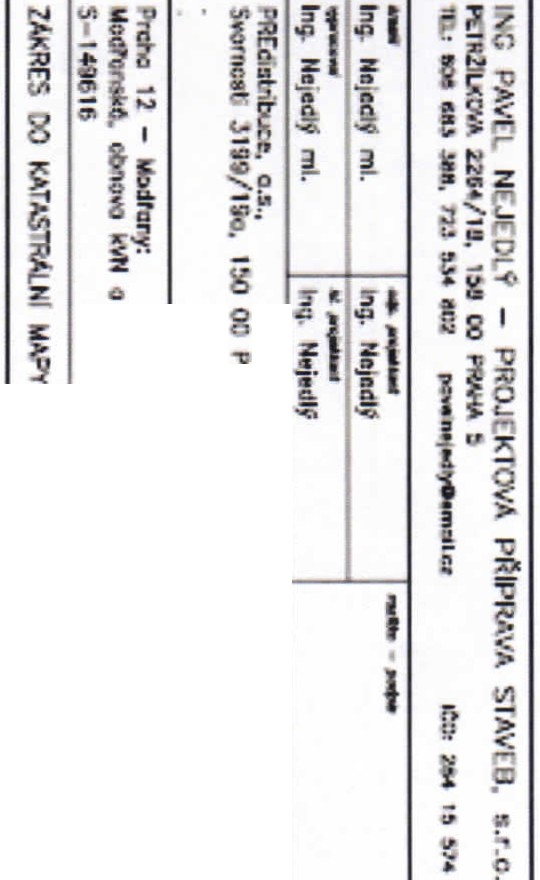 ING PAVEL NEJEDLÝ – PROJEKTOVÁ PŘÍPRAVA STAVEB, s.r.o.
PETRŽÍLKOVA 2264/19, 158 00 PRAHA 5
TEL: 606 683 388, 723 534 802 pavelnejedly@email.cz IČO: 264 15 574
kreslil odp. projektant razítko – podpis
Ing. Nejedlý ml. Ing. Nejedlý
vypracoval hl. projektant
Ing. Nejedlý ml. Ing. Nejedlý
PREdistribuce, a.s.,
Svornosti 3199/19a, 150 00 P
Praha 12 – Modřany:
Modřanská, obnova kVN a
S-149616
ZÁKRES DO KATASTRÁLNÍ MAPY